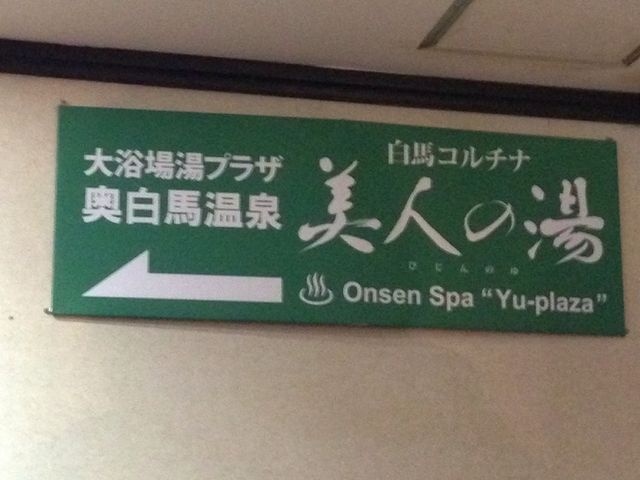 大浴場湯プラザ
奥白馬温泉
白馬コルチナ
美人の湯
びじんのゆ
♨ Onsen Spa “Yu-plaza”